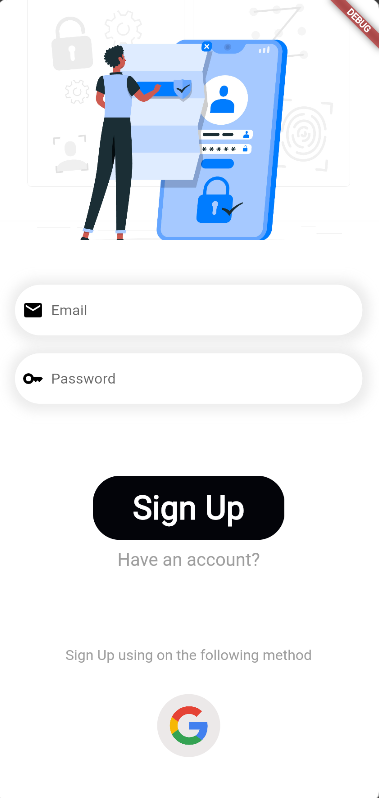 DEBUG
*****
Email
Password
Sign Up
Have an account?
Sign Up using on the following method
G